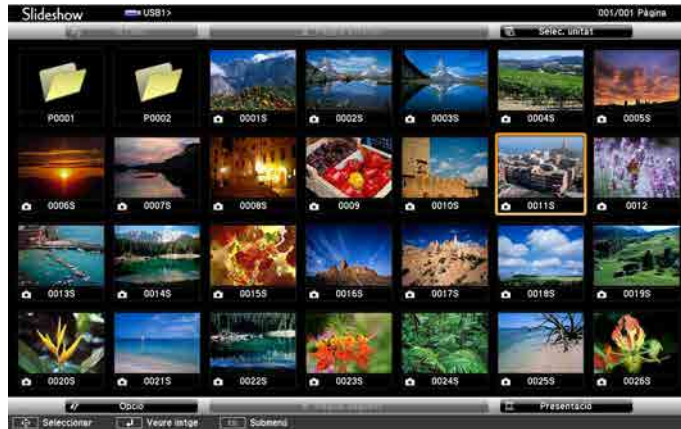 Slideshow USB1> 001/001 Pàgina
Selec. unitat
P0001 P0002 0001S 0002S 0003S 0004S 0005S
0006S 0007S 0008S 0009 0010S 0011S 0012
0013S 0014S 0015S 0016S 0017S 0018S 0019S
0020S 0021S 0022S 0023S 0024S 0025S 0026S
Opció Presentació
Seleccionar Veure imtge Esc Submenú